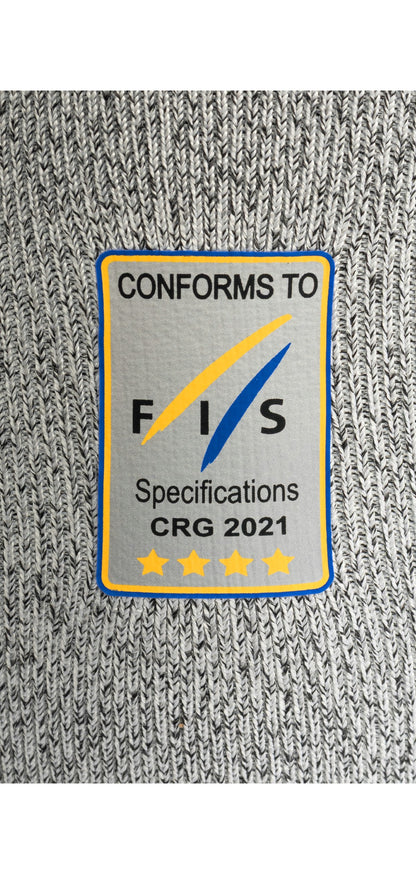 CONFORMS TO
FIS
Specifications
CRG 2021